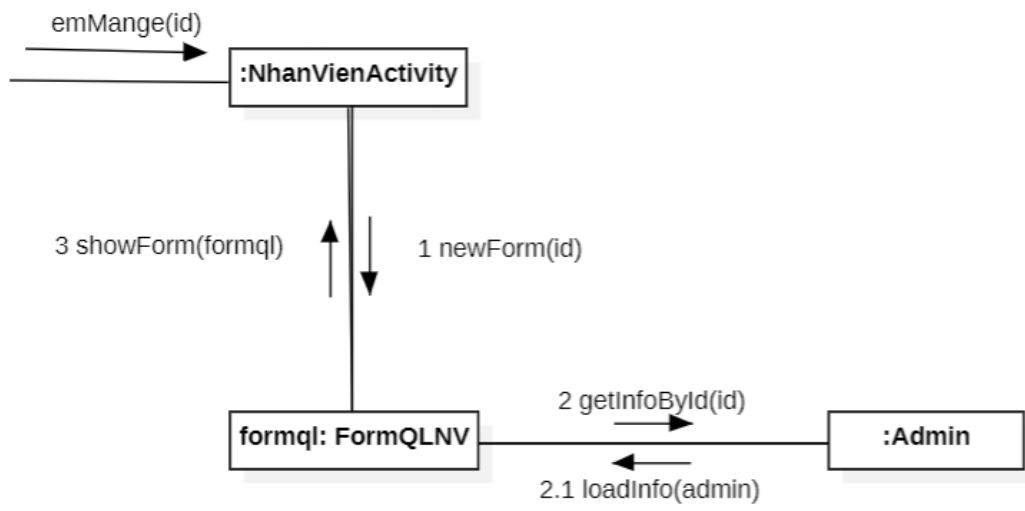 emMange(id)
:NhanVienActivity
3 showForm(formql)
1 newForm(id)
2 getInfoById(id)
formql: FormQLNV
:Admin
2.1 loadInfo(admin)